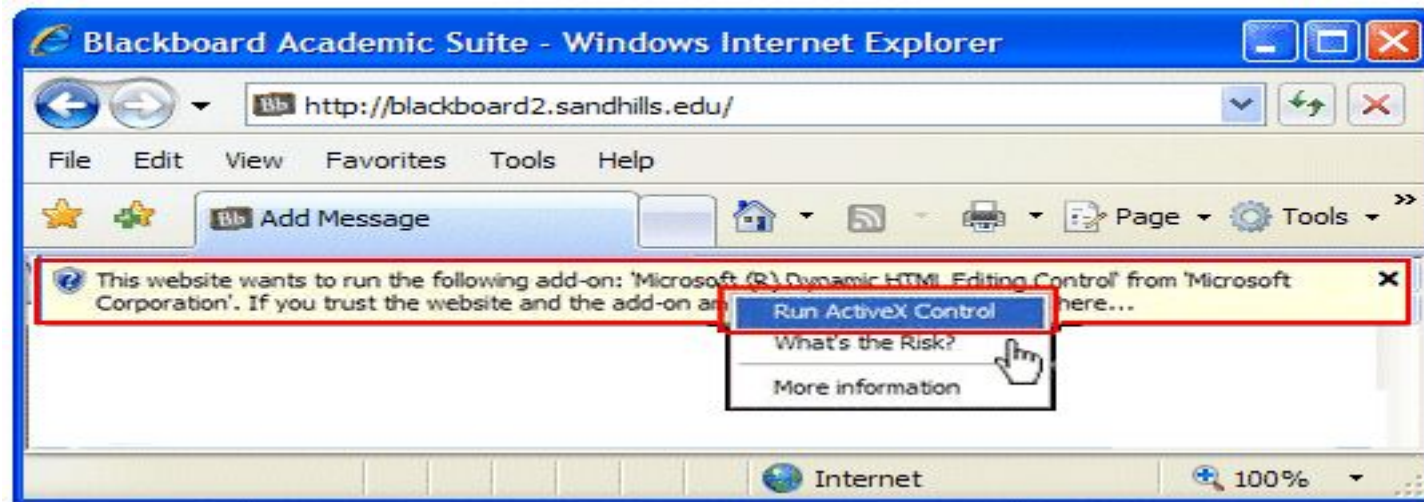 Blackboard Academic Suite - Windows Internet Explorer
Bb http://blackboard2.sandhills.edu/
File Edit View Favorites Tools Help
Bb Add Message Page Tools »
This website wants to run the following add-on: 'Microsoft (R) Dynamic HTML Editing Control' from 'Microsoft
Corporation'. If you trust the website and the add-on an here...
Run ActiveX Control
What's the Risk?
More information
Internet 100%